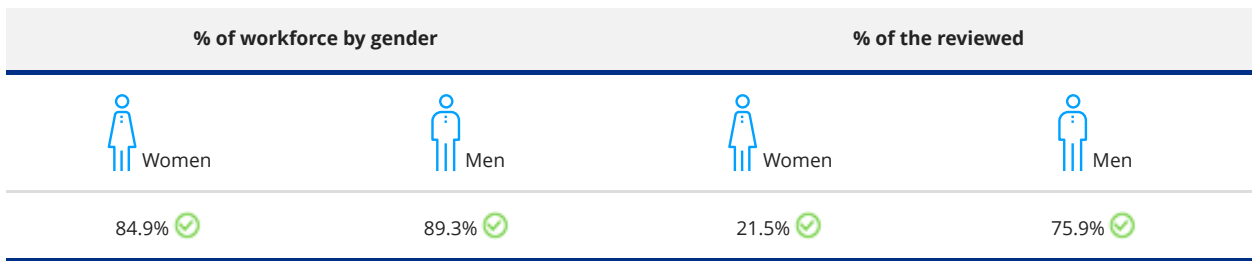 % of workforce by gender % of the reviewed
Women Men Women Men
84.9% 89.3% 21.5% 75.9%